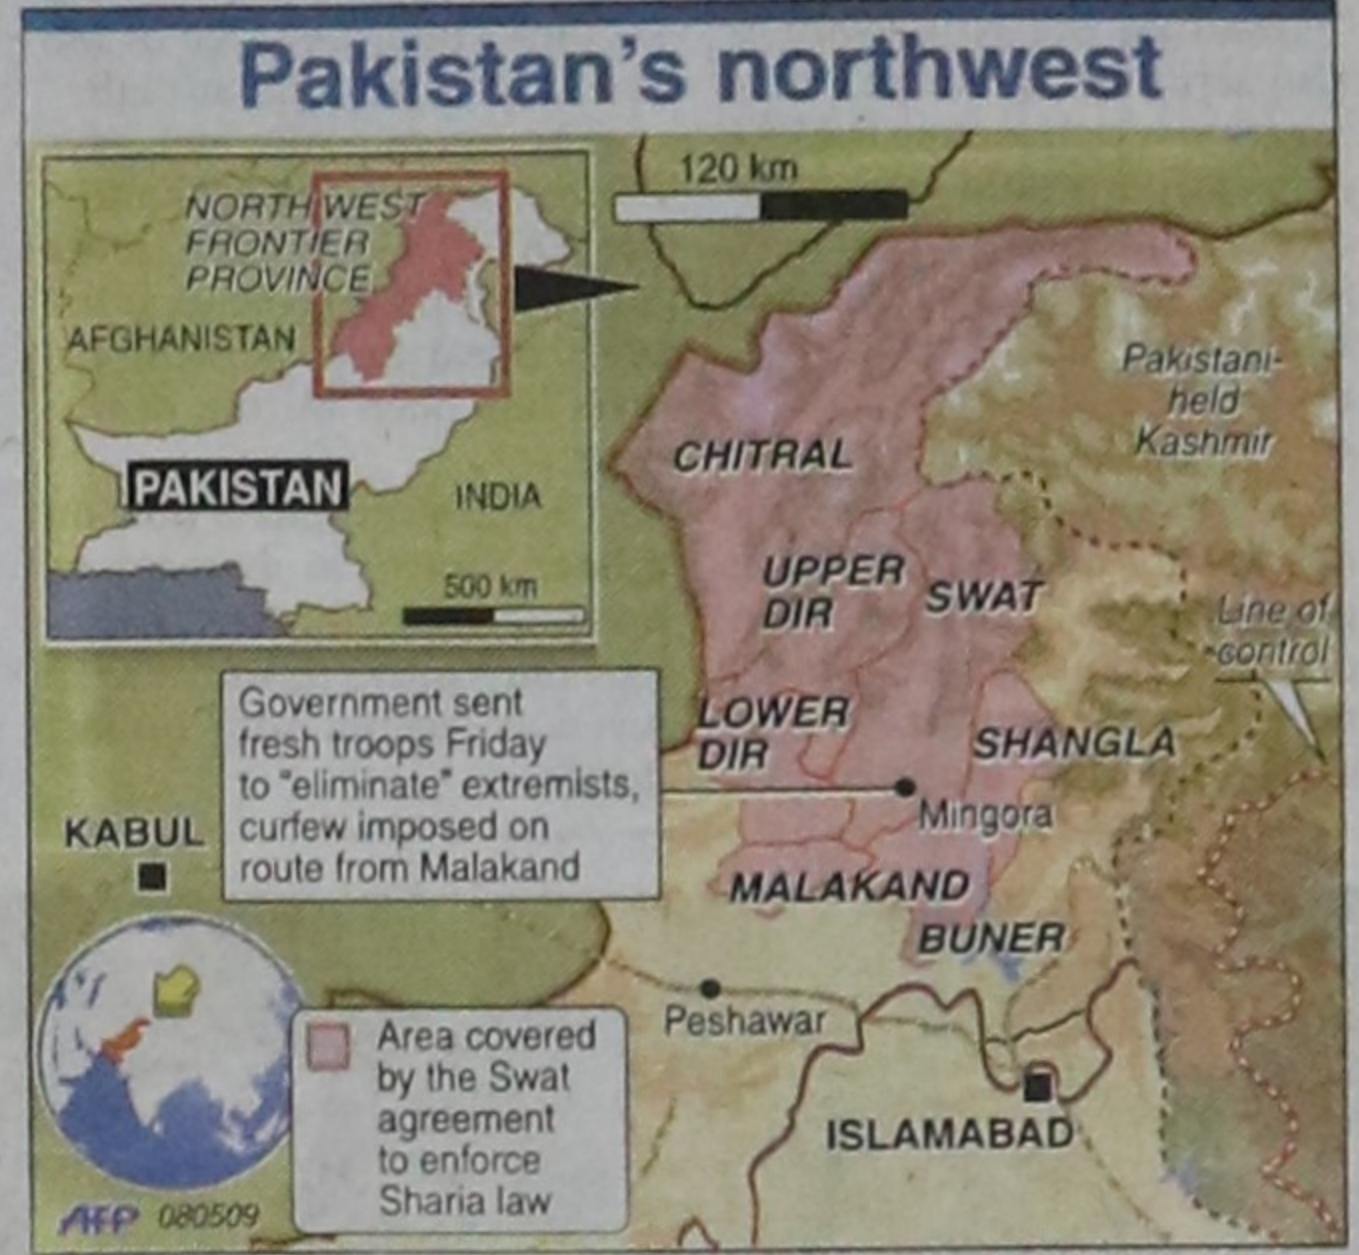 Pakistan's northwest
120 km
NORTH WEST
FRONTIER
PROVINCE
AFGHANISTAN
PAKISTAN
INDIA
500 km
Pakistani-
held
Kashmir
CHITRAL
UPPER
DIR
SWAT
Line of
control
LOWER
DIR
SHANGLA
Government sent
fresh troops Friday
to "eliminate" extremists,
curfew imposed on
route from Malakand
Mingora
KABUL
MALAKAND
BUNER
Peshawar
ISLAMABAD
Area covered
by the Swat
agreement
to enforce
Sharia law
AFP 080509